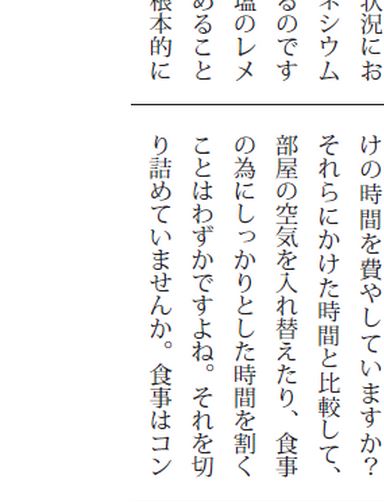 状況にお
ネシウム
るのです
塩のレメ
めること
根本的に
けの時間を費やしていますか？
それらにかけた時間と比較して、
部屋の空気を入れ替えたり、食事
の為にしっかりとした時間を割く
ことはわずかですよね。それを切
り詰めていませんか。食事はコン